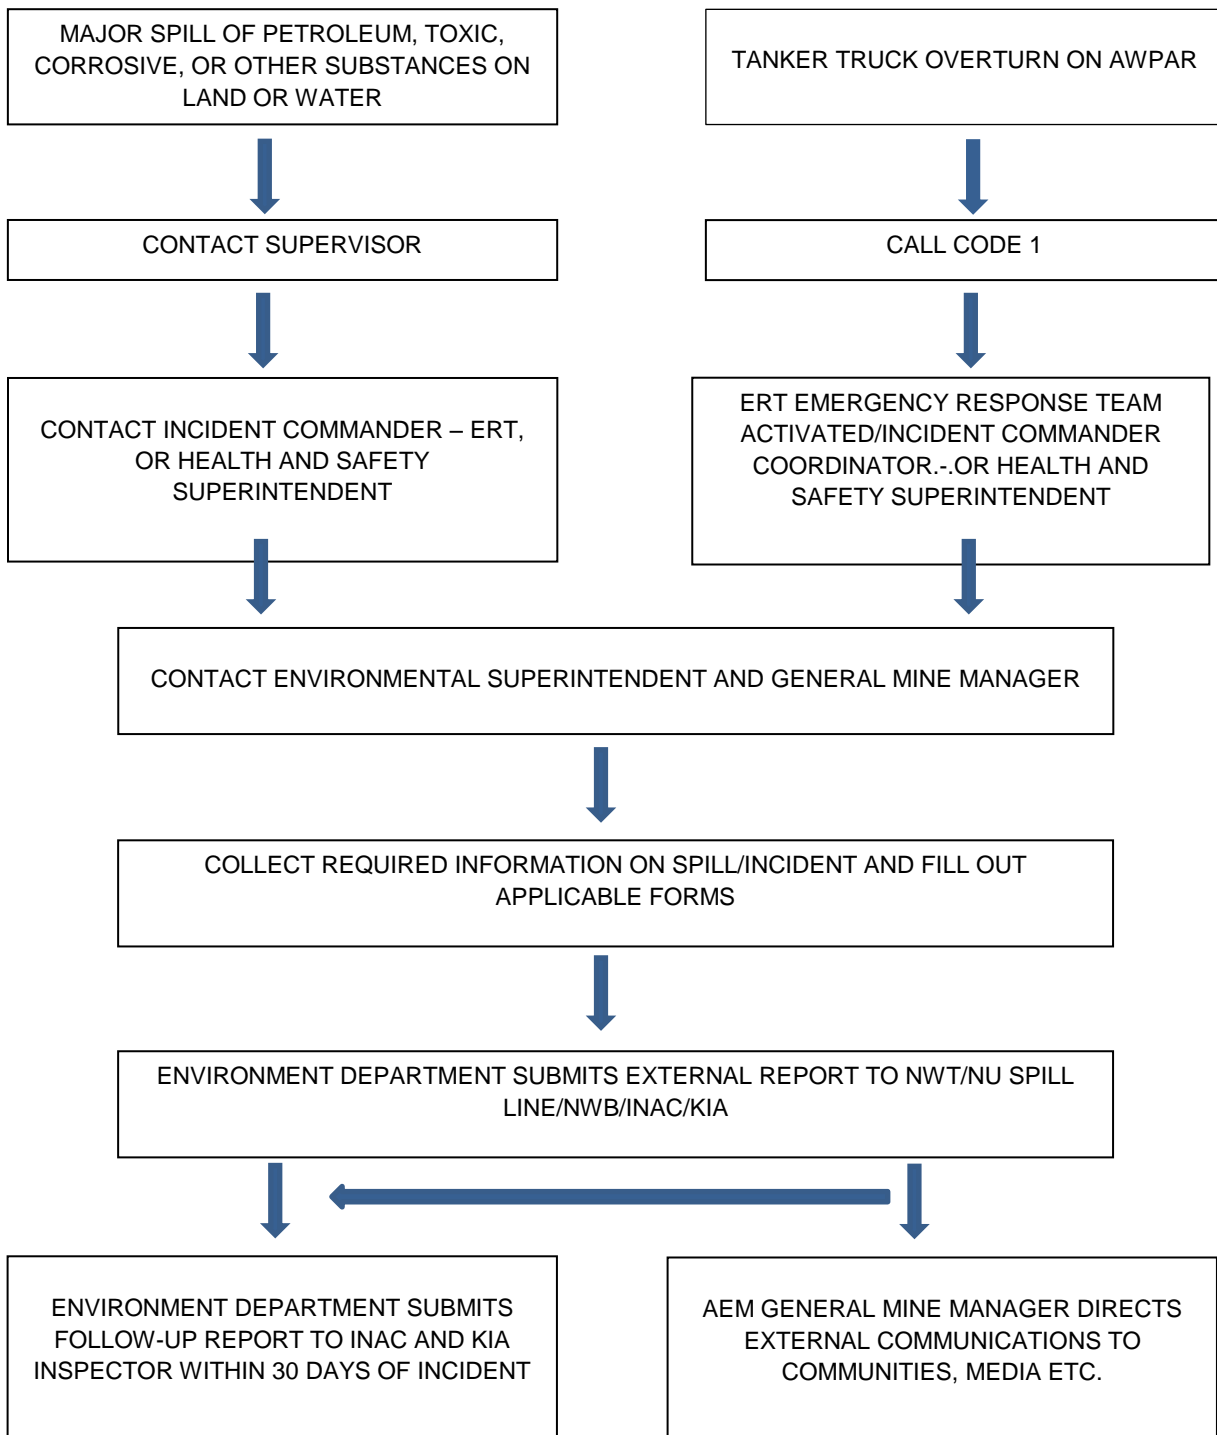 MAJOR SPILL OF PETROLEUM, TOXIC,
CORROSIVE, OR OTHER SUBSTANCES ON
LAND OR WATER
TANKER TRUCK OVERTURN ON AWPAR
CONTACT SUPERVISOR
CALL CODE 1
CONTACT INCIDENT COMMANDER – ERT,
OR HEALTH AND SAFETY
SUPERINTENDENT
ERT EMERGENCY RESPONSE TEAM
ACTIVATED/INCIDENT COMMANDER
COORDINATOR.-.OR HEALTH AND
SAFETY SUPERINTENDENT
CONTACT ENVIRONMENTAL SUPERINTENDENT AND GENERAL MINE MANAGER
COLLECT REQUIRED INFORMATION ON SPILL/INCIDENT AND FILL OUT
APPLICABLE FORMS
ENVIRONMENT DEPARTMENT SUBMITS EXTERNAL REPORT TO NWT/NU SPILL
LINE/NWB/INAC/KIA
ENVIRONMENT DEPARTMENT SUBMITS
FOLLOW-UP REPORT TO INAC AND KIA
INSPECTOR WITHIN 30 DAYS OF INCIDENT
AEM GENERAL MINE MANAGER DIRECTS
EXTERNAL COMMUNICATIONS TO
COMMUNITIES, MEDIA ETC.